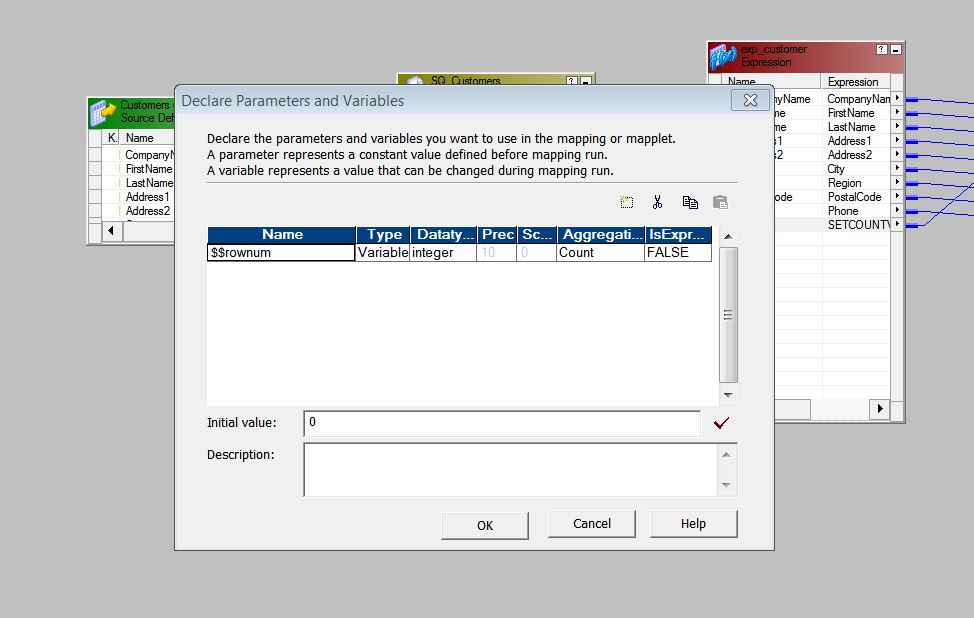 exp_customer
Expression
Name
Expression
SQ_Customers
Customers
Source Def
K.
Name
CompanyN
FirstName
LastName
Address1
Address2
Declare Parameters and Variables
Declare the parameters and variables you want to use in the mapping or mapplet.
A parameter represents a constant value defined before mapping run.
A variable represents a value that can be changed during mapping run.
Name Type Dataty... Prec Sc... Aggregati... IsExpr...
$$rownum Variable integer 10 0 Count FALSE
Initial value: 0
Description:
OK Cancel Help
nyName CompanyNam
me FirstName
me LastName
s1 Address1
s2 Address2
City
Region
ode PostalCode
Phone
SETCOUNTV